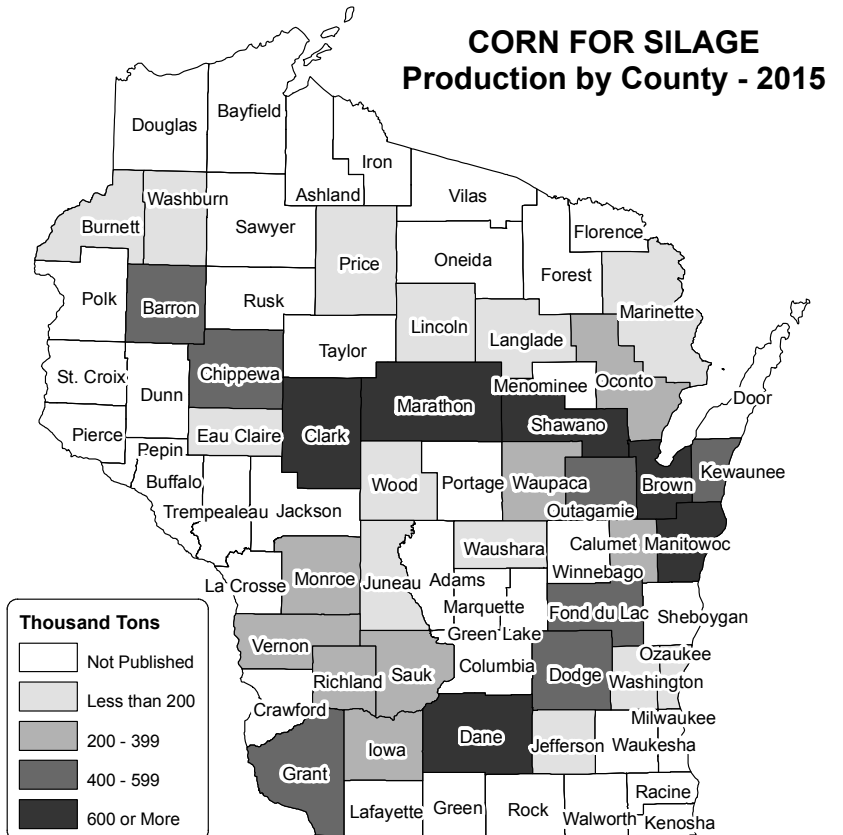 CORN FOR SILAGE
Production by County - 2015
Douglas
Bayfield
Iron
Ashland
Vilas
Washburn
Burnett
Sawyer
Florence
Price
Oneida
Forest
Polk
Barron
Rusk
Marinette
Lincoln
Langlade
Taylor
St. Croix
Chippewa
Menominee
Oconto
Dunn
Door
Marathon
Shawano
Pierce
Eau Claire
Clark
Pepin
Kewaunee
Buffalo
Wood
Portage
Waupaca
Brown
Trempealeau
Jackson
Outagamie
Waushara
Calumet
Manitowoc
La Crosse
Monroe
Juneau
Adams
Winnebago
Marquette
Fond du Lac
Sheboygan
Green Lake
Vernon
Ozaukee
Richland
Sauk
Columbia
Dodge
Washington
Crawford
Milwaukee
Iowa
Dane
Jefferson
Waukesha
Grant
Racine
Lafayette
Green
Rock
Walworth
Kenosha
Thousand Tons
Not Published
Less than 200
200 - 399
400 - 599
600 or More